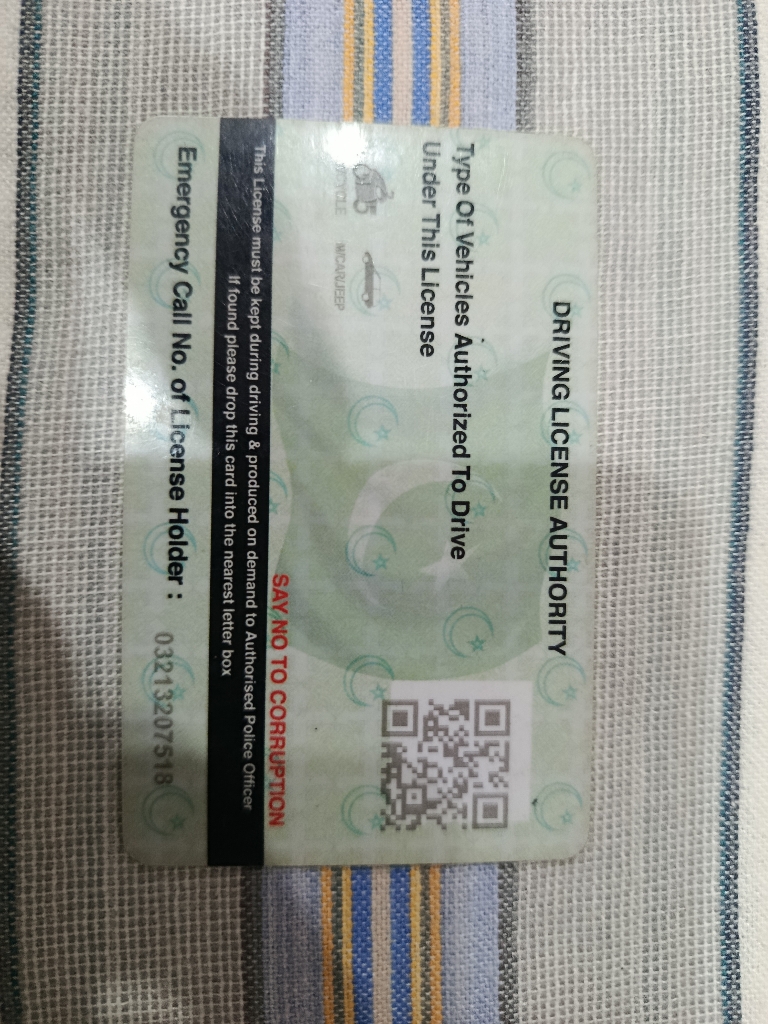 DRIVING LICENSE AUTHORITY
Type Of Vehicles Authorized To Drive
Under This License
M/CYCLE
M/CAR/JEEP
SAY NO TO CORRUPTION
This License must be kept during driving & produced on demand to Authorised Police Officer
If found please drop this card into the nearest letter box
Emergency Call No. of License Holder : 03213207518